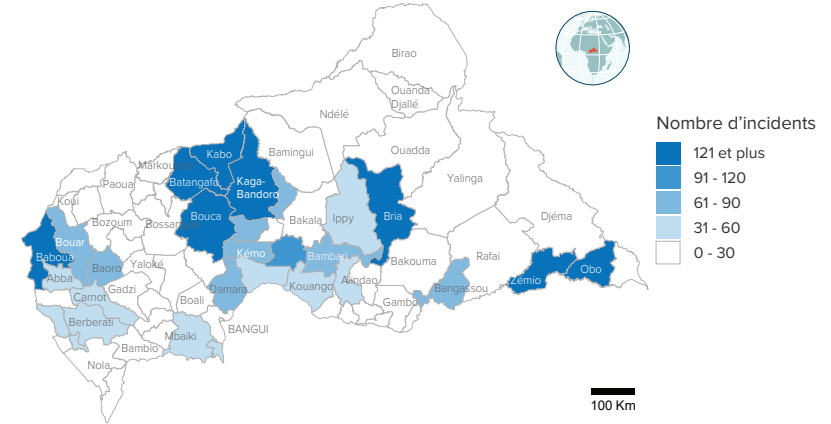 Birao
Ouanda
Djallé
Ndélé
Nombre d'incidents
121 et plus
91 - 120
61 - 90
31 - 60
0 - 30
Kabo
Bamingui
Ouadda
Batangafo
Kaga-
Bandoro
Paoua
Yalinga
Koui
Bozoum
Bouca
Bakala
Ippy
Bria
Djéma
Bouar
Baboua
Baoro
Yaloké
Kémo
Bambari
Bakouma
Rafai
Obo
Zemio
Abba
Gadzi
Carnot
Damara
Kouango
Alindao
Bangassou
Boali
Gambo
Berberati
BANGUI
Mbaiki
Bambio
Nola
100 Km